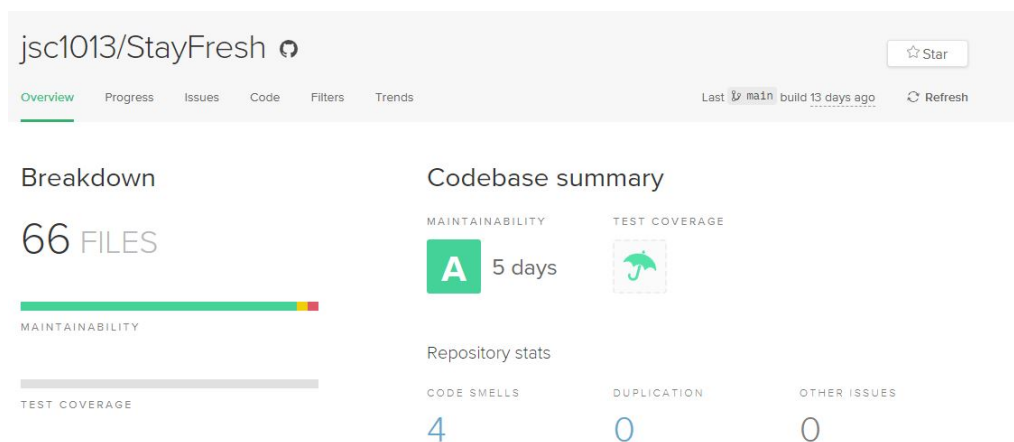 jsc1013/StayFresh
Star
Overview Progress Issues Code Filters Trends
Last main build 13 days ago Refresh
Breakdown
66 FILES
MAINTAINABILITY
TEST COVERAGE
Codebase summary
MAINTAINABILITY TEST COVERAGE
A 5 days
Repository stats
CODE SMELLS DUPLICATION OTHER ISSUES
4 0 0